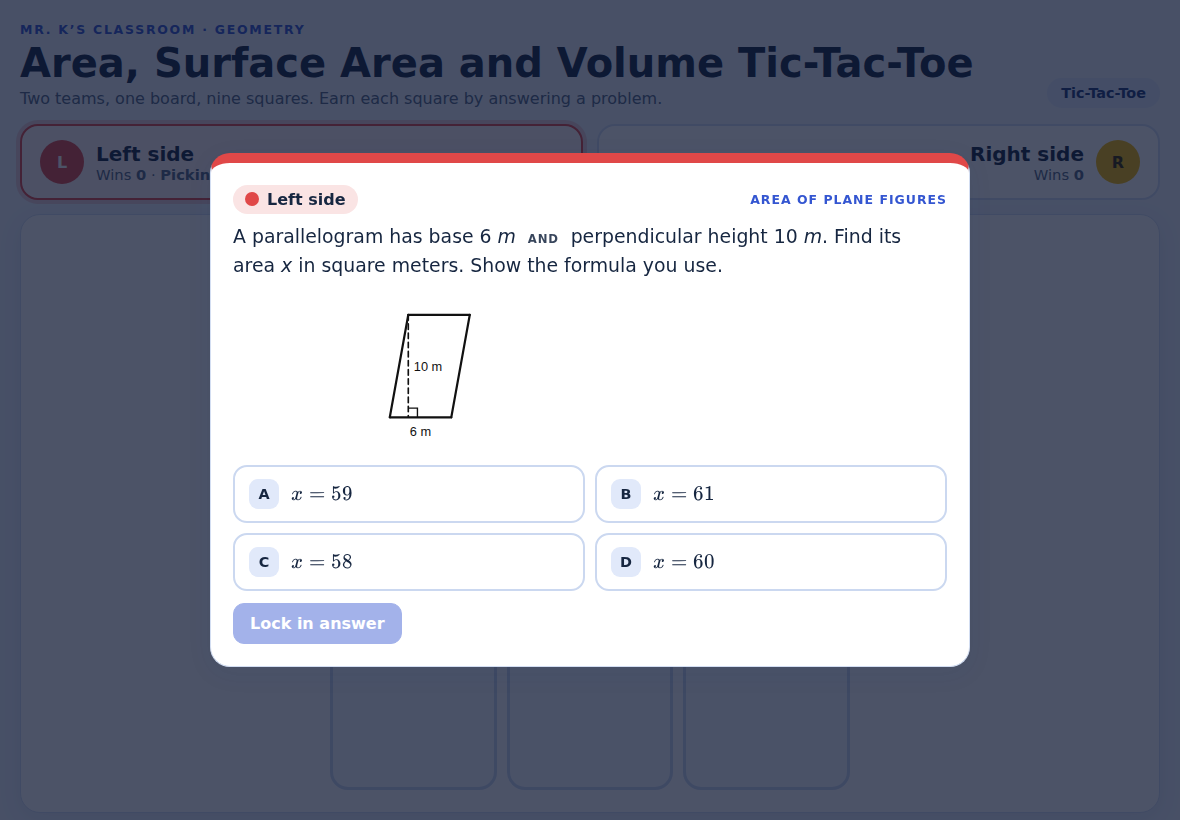 MR. K'S CLASSROOM · GEOMETRY
Area, Surface Area and Volume Tic-Tac-Toe
Two teams, one board, nine squares. Earn each square by answering a problem.
Tic-Tac-Toe
L
Left side
Wins 0 · Pickin
Right side
Wins 0
R
Left side
AREA OF PLANE FIGURES
A parallelogram has base 6 m AND perpendicular height 10 m. Find its
area x in square meters. Show the formula you use.
10 m
6 m
A x = 59
B x = 61
C x = 58
D x = 60
Lock in answer